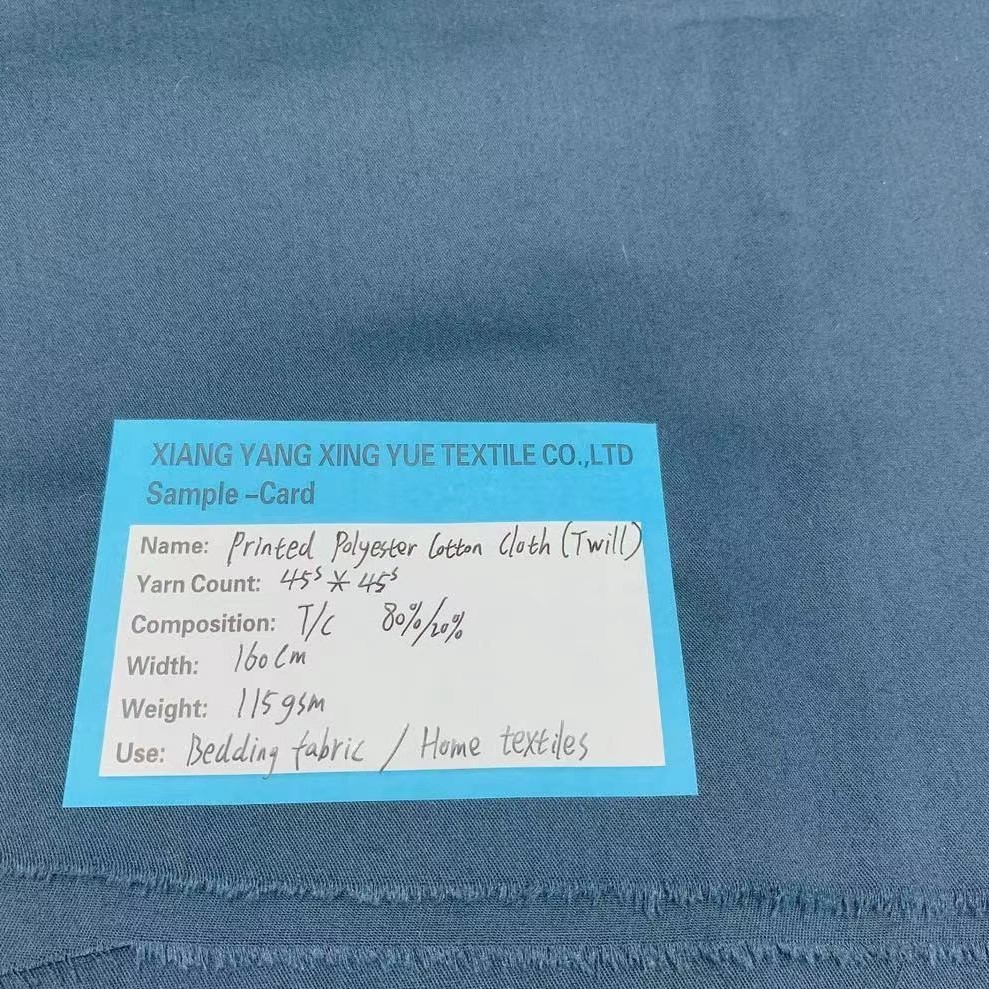 XIANG YANG XING YUE TEXTILE CO.,LTD
Sample –Card
Name: Printed Polyester Cotton Cloth (Twill)
Yarn Count: 45s * 45s
Composition: T/C 80%/20%
Width: 160cm
Weight: 115gsm
Use: Bedding fabric / Home textiles